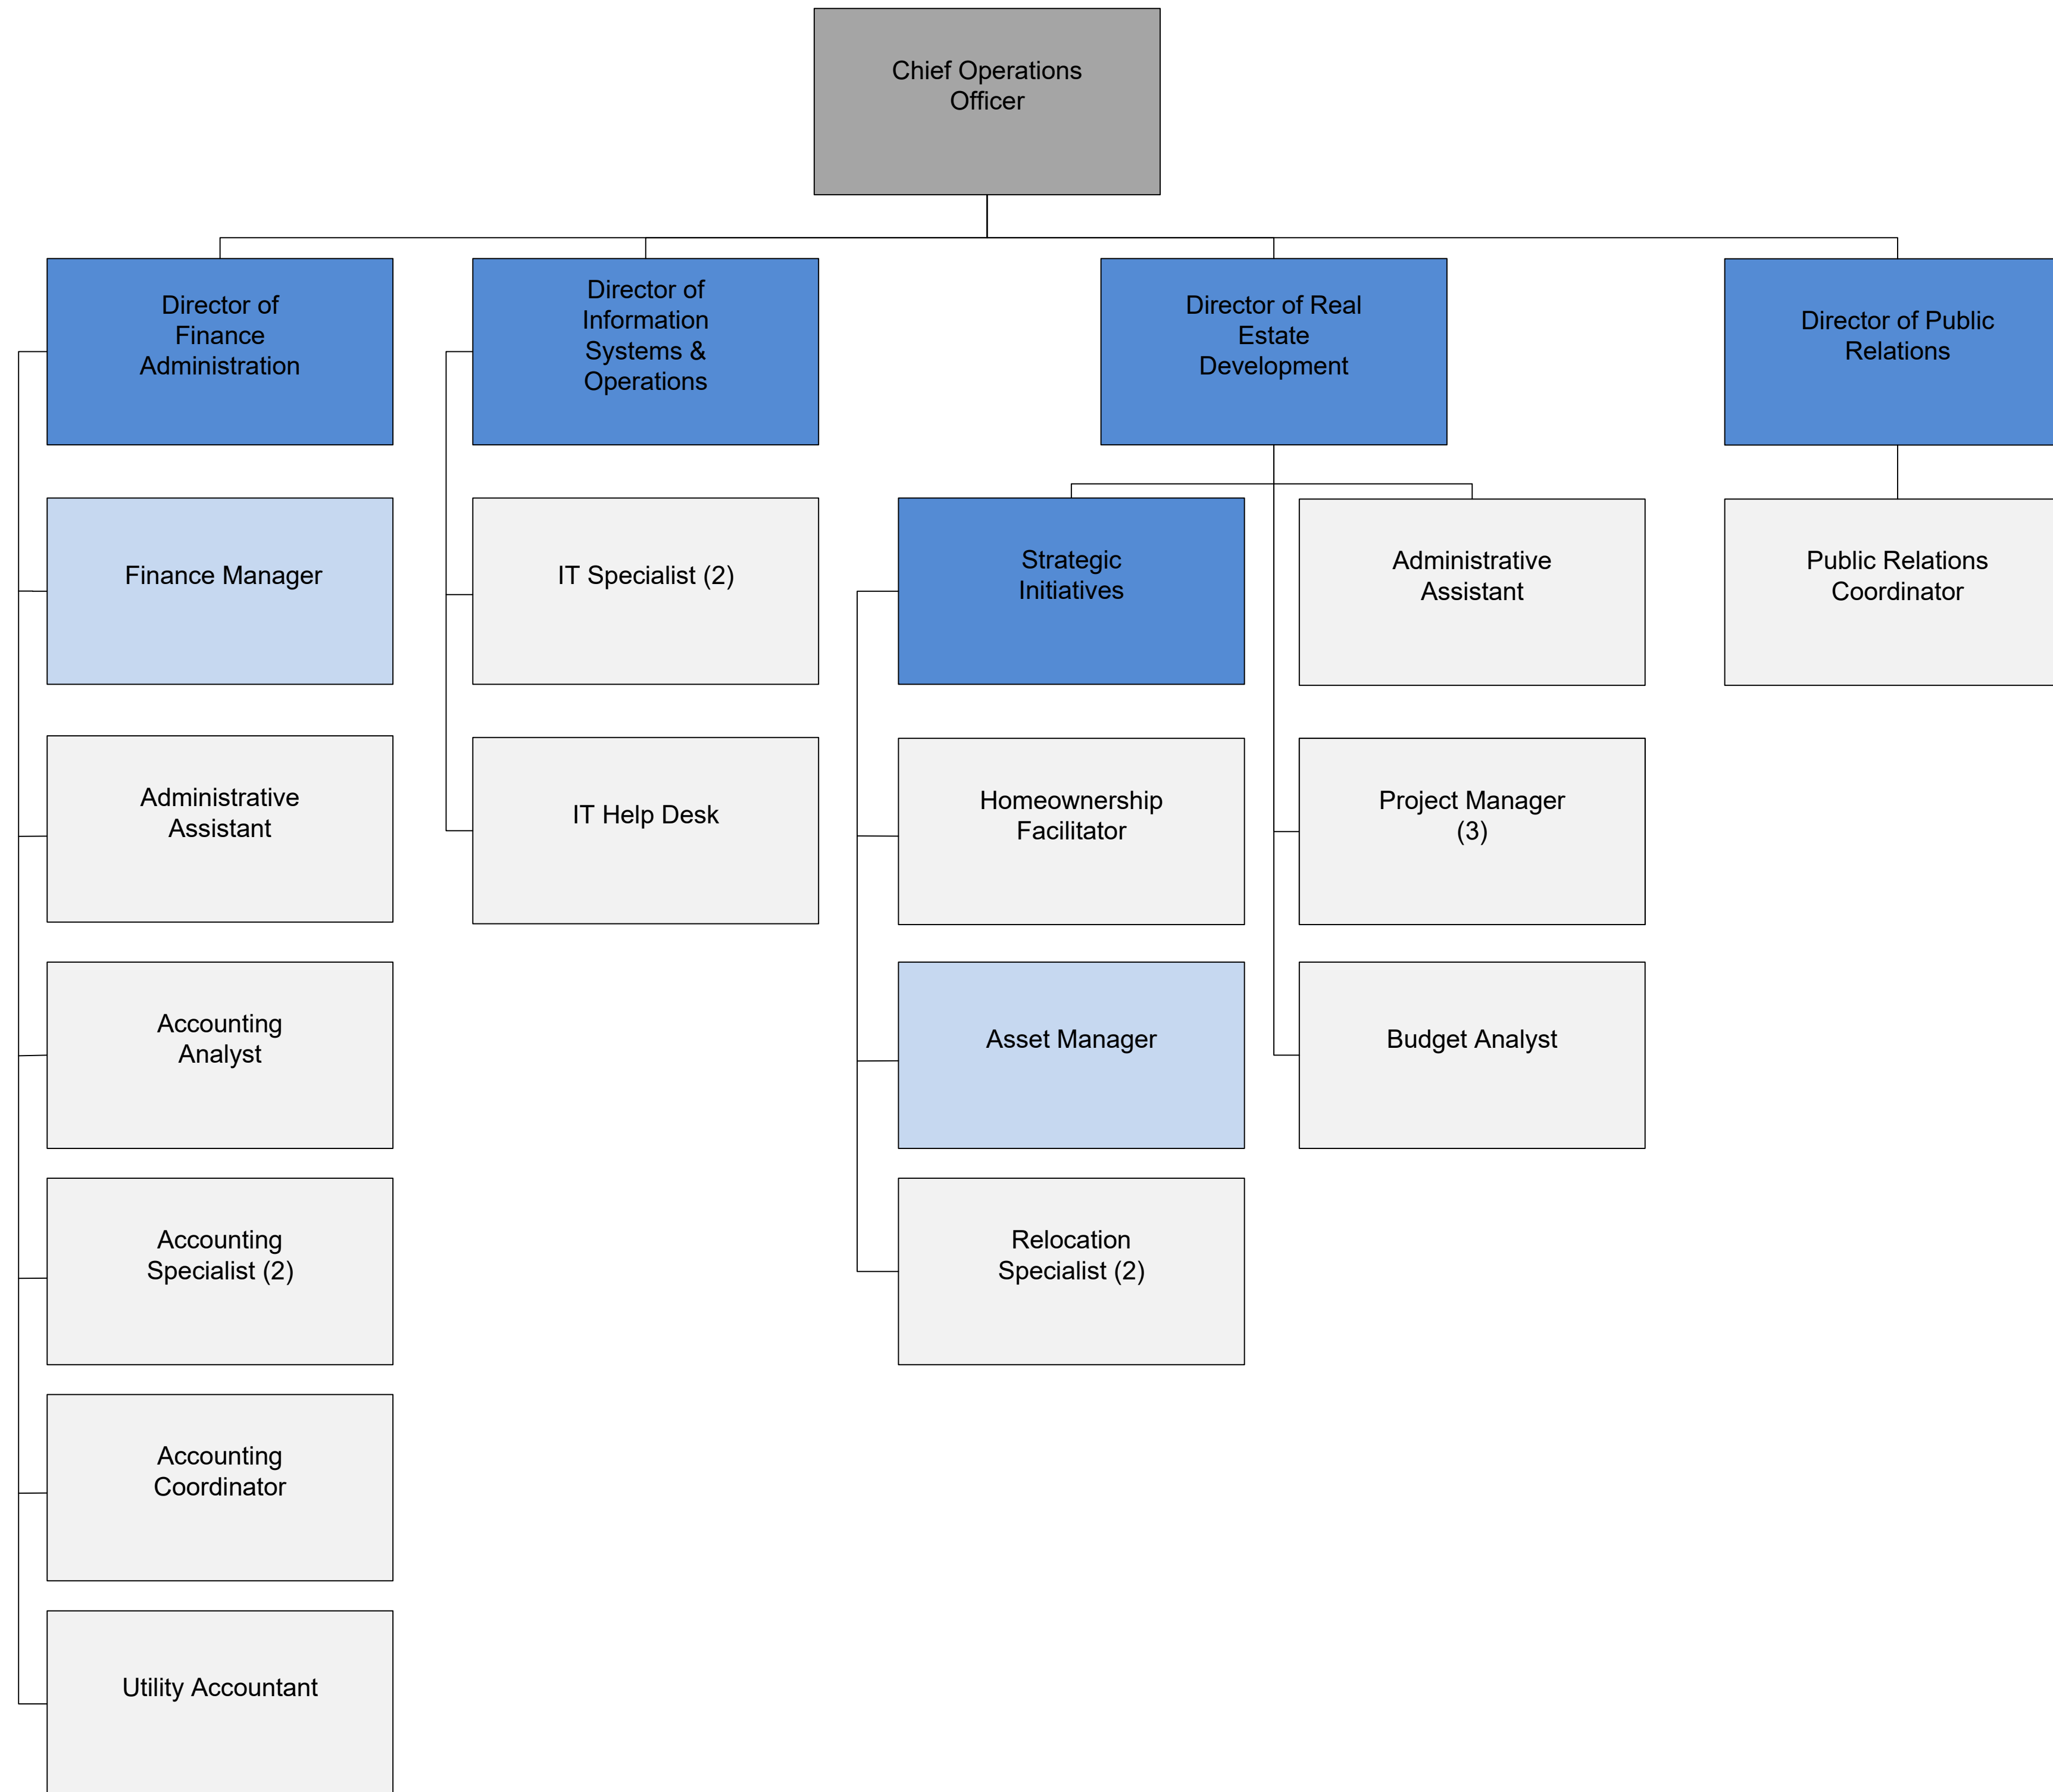 Chief Operations
Officer
Director of
Finance
Administration
Director of
Information
Systems &
Operations
Director of Real
Estate
Development
Director of Public
Relations
Finance Manager
IT Specialist (2)
Strategic
Initiatives
Administrative
Assistant
Public Relations
Coordinator
Administrative
Assistant
IT Help Desk
Homeownership
Facilitator
Project Manager
(3)
Accounting
Analyst
Asset Manager
Budget Analyst
Accounting
Specialist (2)
Relocation
Specialist (2)
Accounting
Coordinator
Utility Accountant